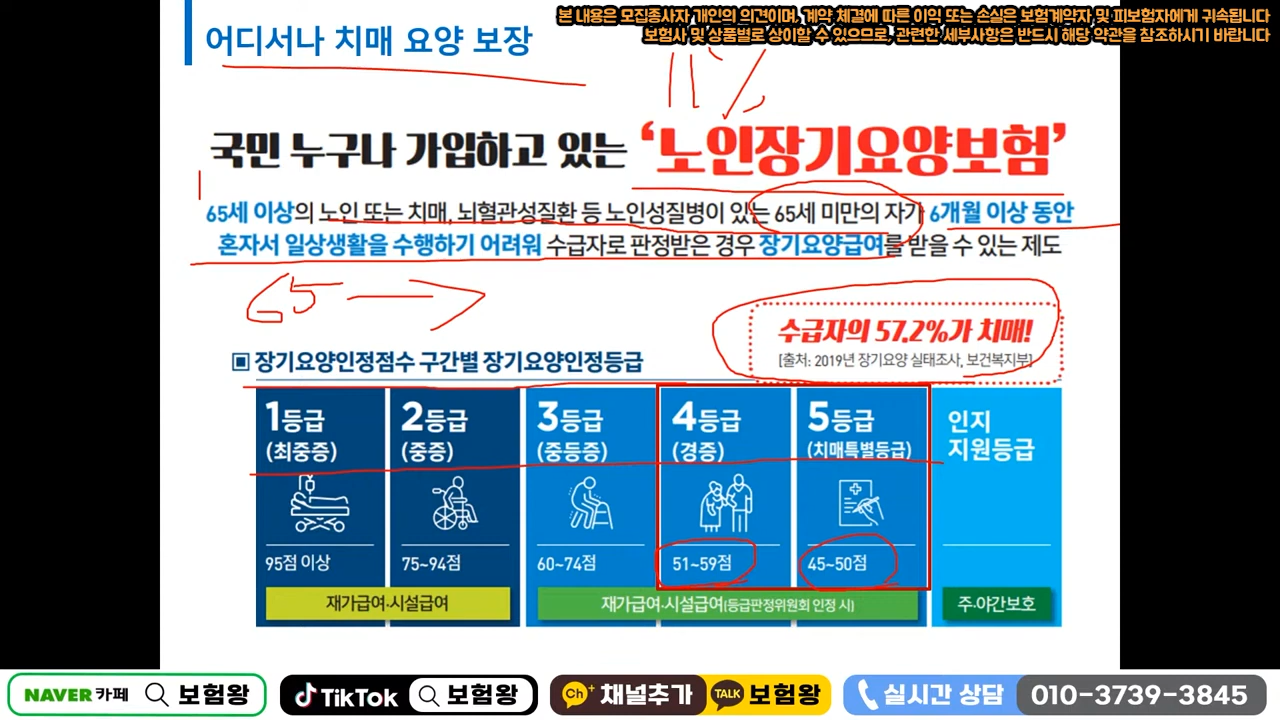 본 내용은 모집종사자 개인의 의견이며, 계약 체결에 따른 이익 또는 손실은 보험계약자 및 피보험자에게 귀속됩니다
보험사 및 상품별로 상이할 수 있으므로, 관련한 세부사항은 반드시 해당 약관을 참조하시기 바랍니다
어디서나 치매 요양 보장
11%
국민 누구나 가입하고 있는 '노인장기요양보험'
65세 이상의 노인 또는 치매, 뇌혈관성질환 등 노인성질병이 있는 65세 미만의 자가 6개월 이상 동안
혼자서 일상생활을 수행하기 어려워 수급자로 판정받은 경우 장기요양급여를 받을 수 있는 제도
65
수급자의 57.2%가 치매!
[출처: 2019년 장기요양 실태조사, 보건복지부]
▣ 장기요양인정점수 구간별 장기요양인정등급
1등급 2등급 3등급 4등급 5등급 인지
(최중증) (중증) (중등증) (경증) (치매특별등급) 지원등급
95점 이상 75~94점 60~74점 51~59점 45~50점
재가급여·시설급여 재가급여·시설급여(등급판정위원회 인정 시) 주·야간보호
NAVER 카페 보험왕 TikTok 보험왕 Ch+ 채널추가 TALK 보험왕 실시간 상담 010-3739-3845